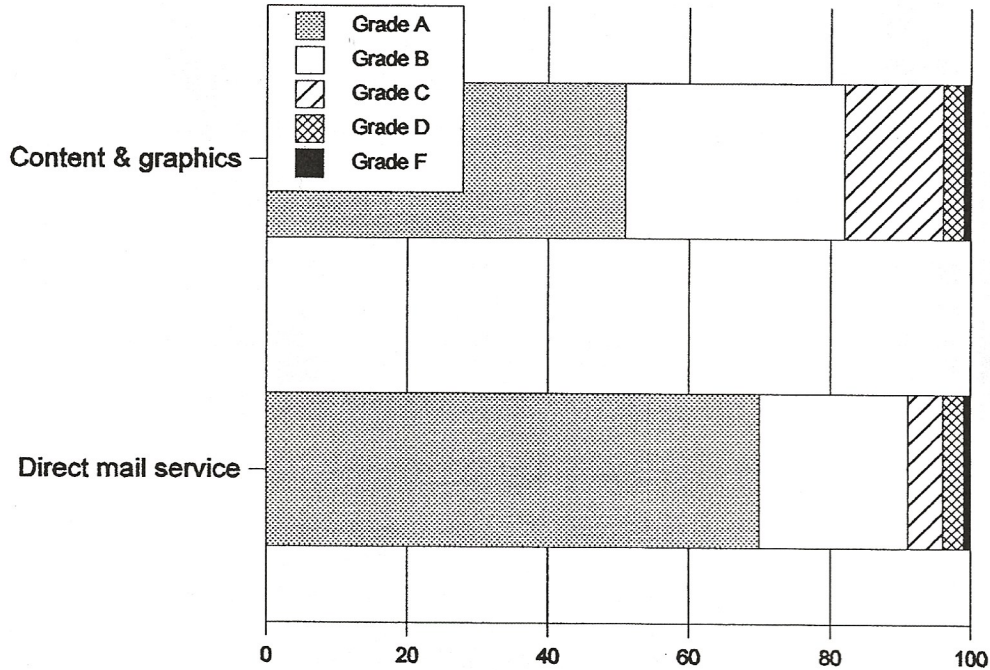 Grade A
Grade B
Grade C
Grade D
Grade F
Content & graphics
Direct mail service
0 20 40 60 80 100